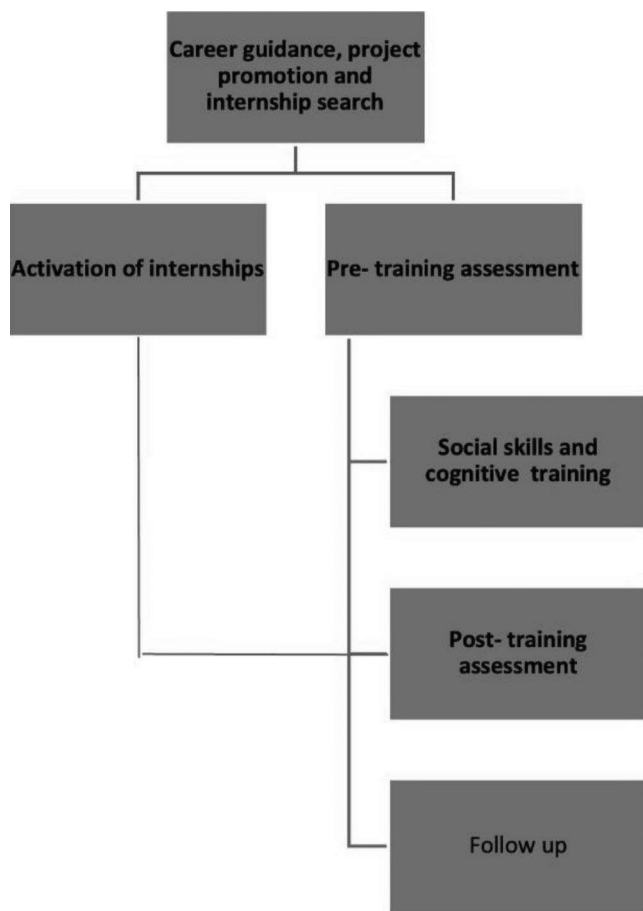 Career guidance, project
promotion and
internship search
Activation of internships
Pre- training assessment
Social skills and
cognitive training
Post- training
assessment
Follow up